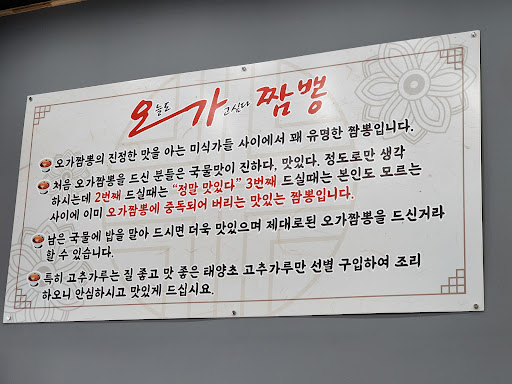 오늘도 가고싶다 짬뽕
오가짬뽕의 진정한 맛을 아는 미식가들 사이에서 꽤 유명한 짬뽕입니다.
처음 오가짬뽕을 드신 분들은 국물맛이 진하다, 맛있다. 정도로만 생각
하시는데 2번째 드실때는 “정말 맛있다” 3번째 드실때는 본인도 모르는
사이에 이미 오가짬뽕에 중독되어 버리는 맛있는 짬뽕입니다.
남은 국물에 밥을 말아 드시면 더욱 맛있으며 제대로된 오가짬뽕을 드신거라
할 수 있습니다.
특히 고추가루는 질 좋고 맛 좋은 태양초 고추가루만 선별 구입하여 조리
하오니 안심하시고 맛있게 드십시요.